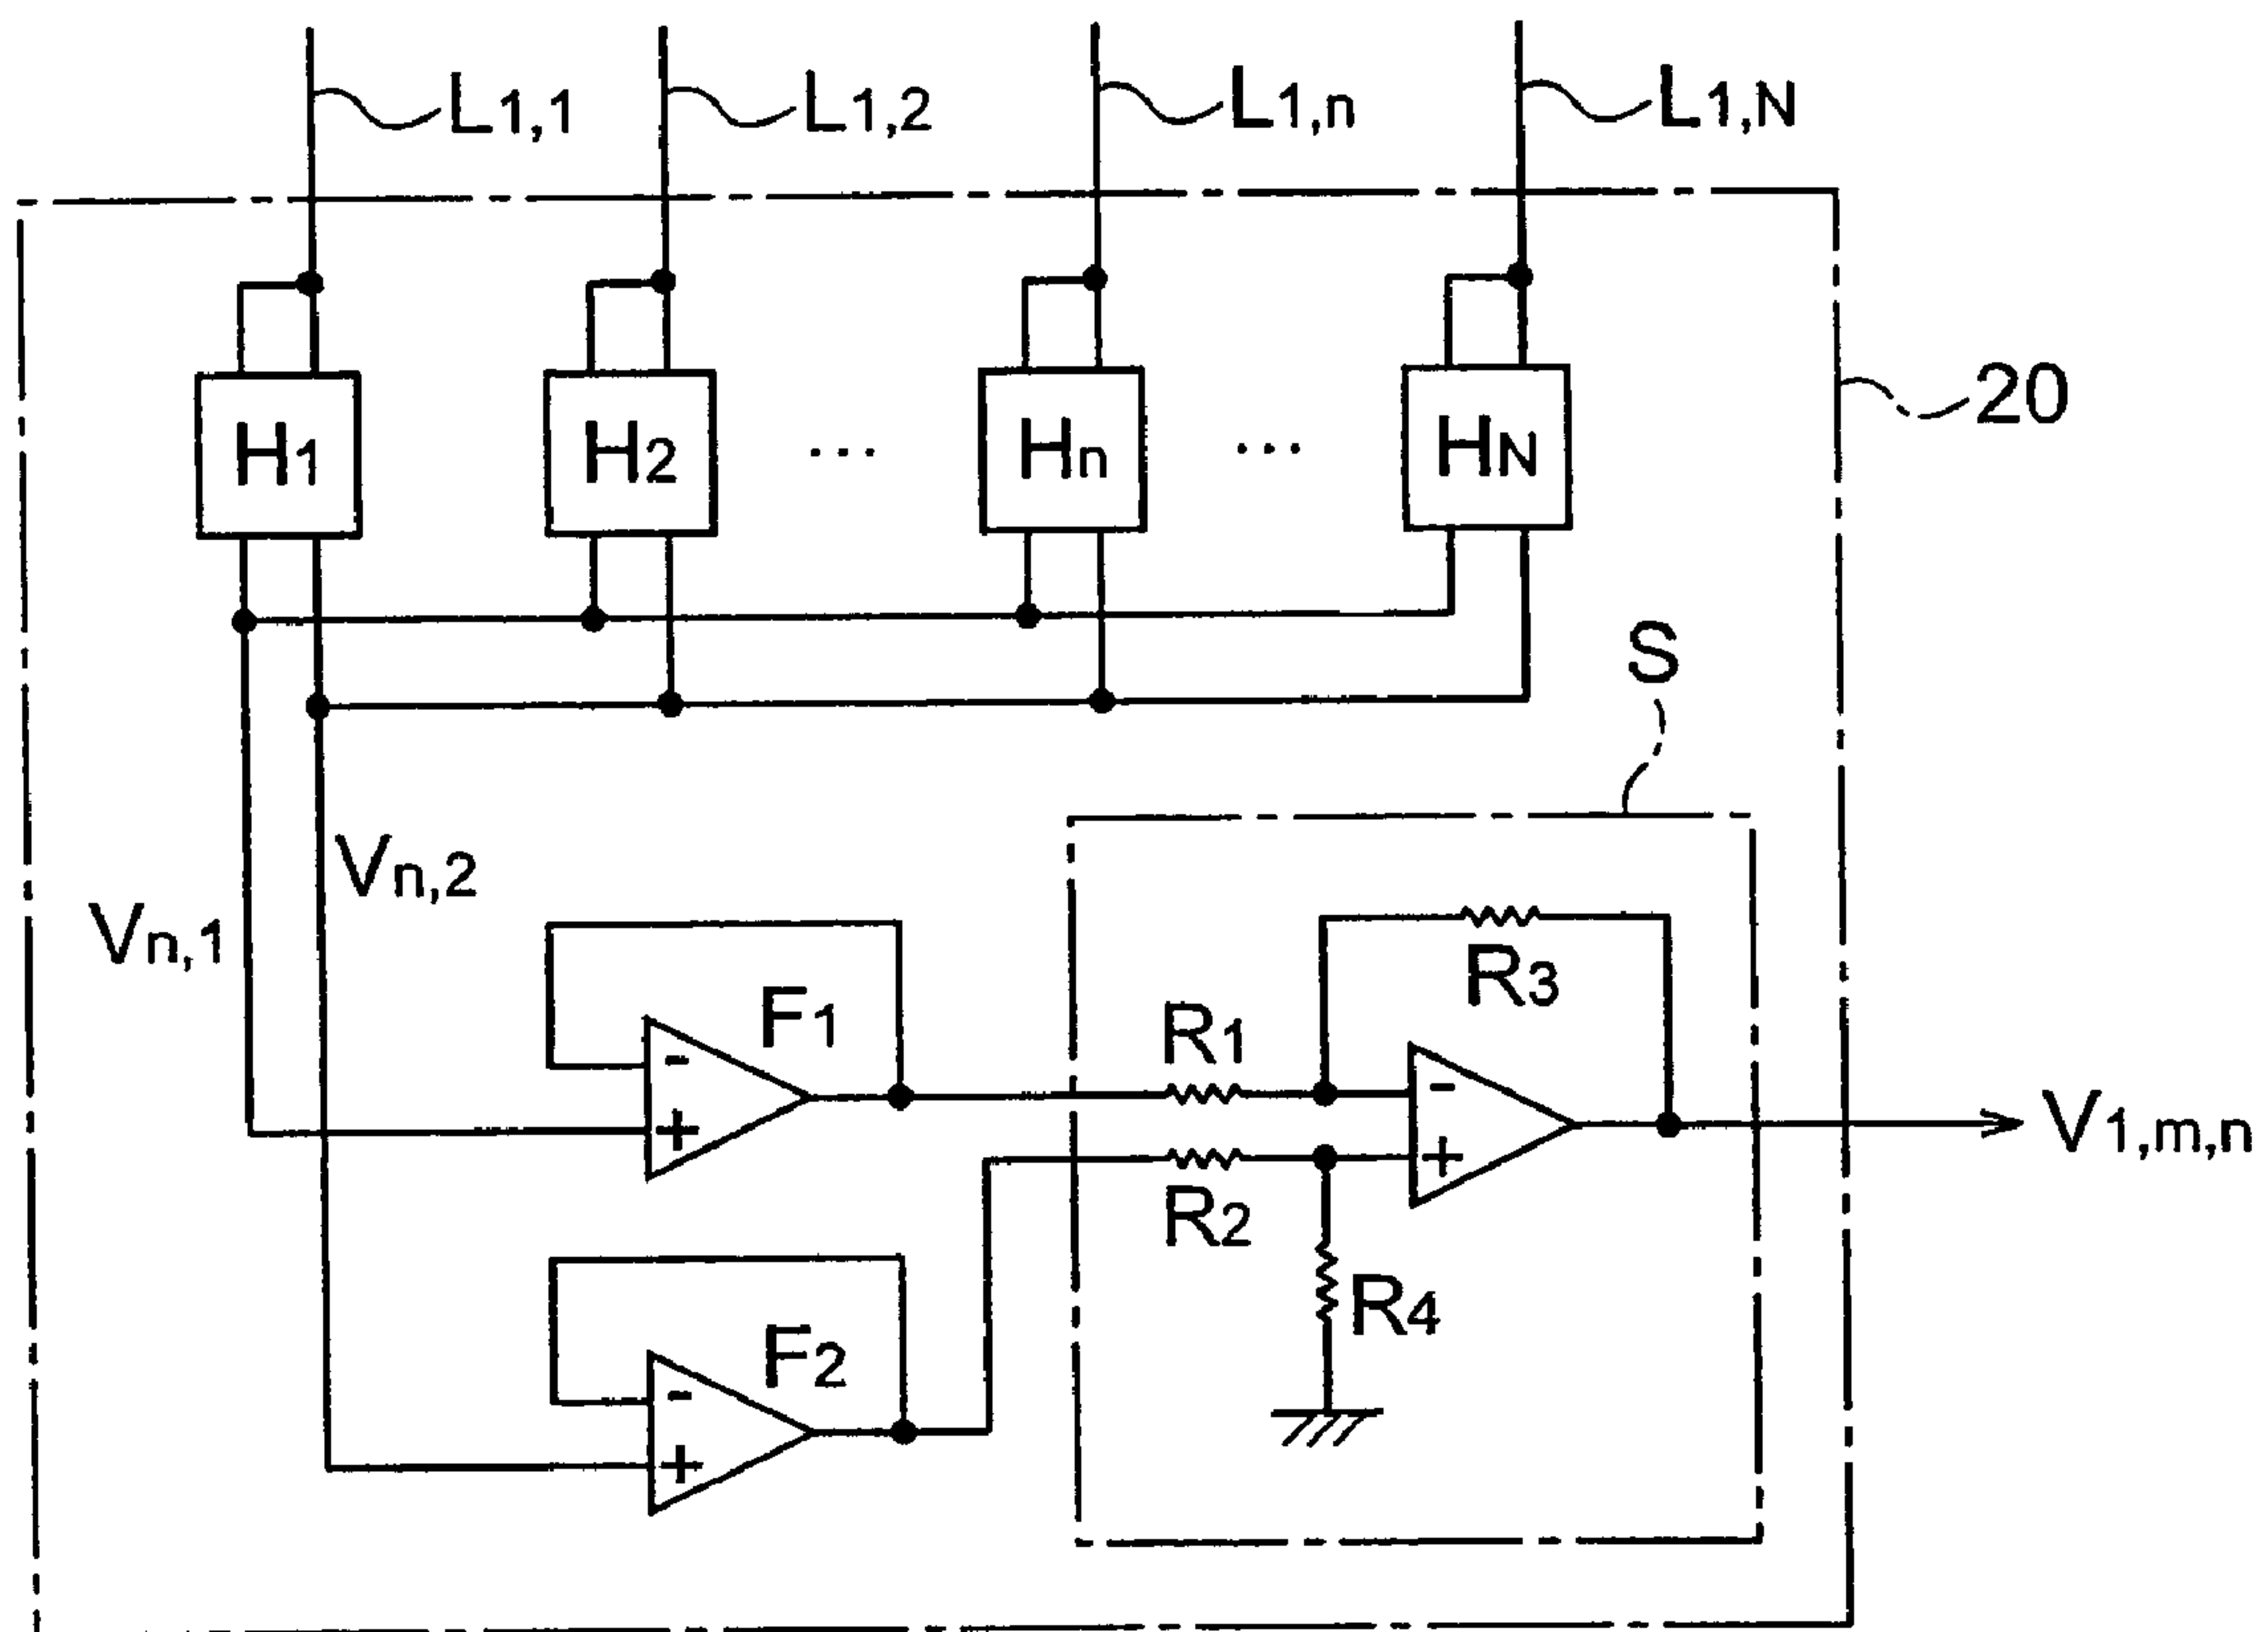 L1,1
L1,2
L1,n
L1,N
20
H1
H2
...
Hn
...
HN
S
Vn,2
Vn,1
R3
F1
R1
-
-
+
V1,m,n
+
R2
R4
F2
-
+